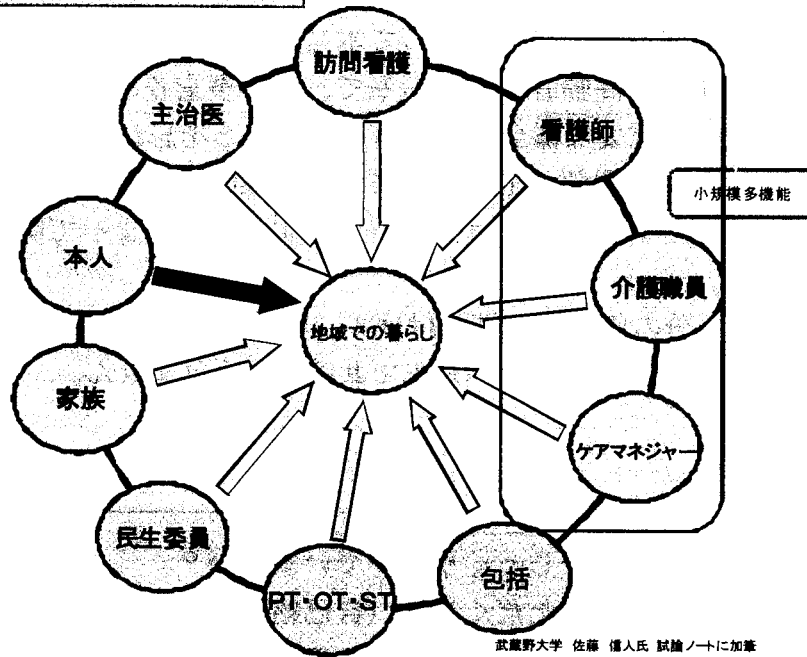 訪問看護
主治医
看護師
小規模多機能
本人
介護職員
地域での暮らし
家族
ケアマネジャー
民生委員
包括
PT・OT・ST
武蔵野大学 佐藤 信人氏 試論ノートに加筆